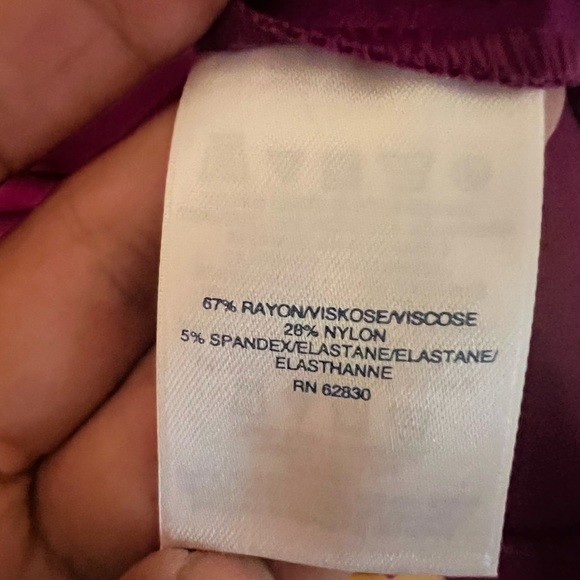 67% RAYON/VISKOSE/VISCOSE
28% NYLON
5% SPANDEX/ELASTANE/ELASTANE/
ELASTHANNE
RN 62830